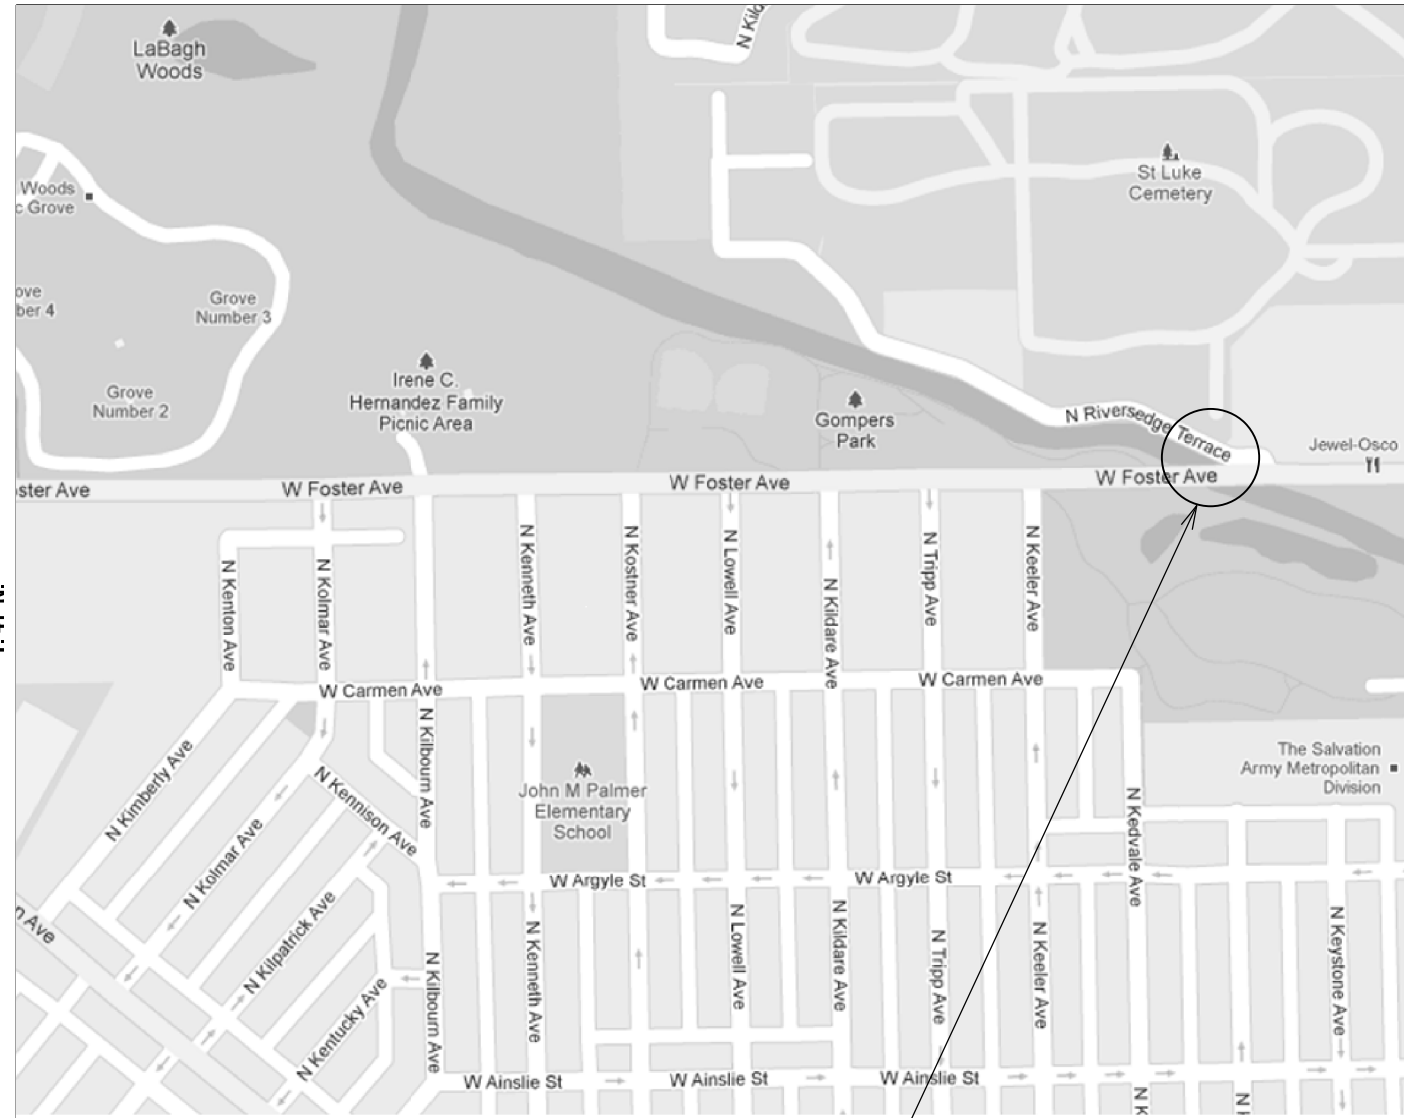 N Kild
LaBagh
Woods
St Luke
Cemetery
Woods
c Grove
ove
ber 4
Grove
Number 3
Grove
Number 2
Irene C.
Hernandez Family
Picnic Area
Gompers
Park
N Riversedge Terrace
Jewel-Osco
ster Ave
W Foster Ave
W Foster Ave
W Foster Ave
N Kenton Ave
N Kolmar Ave
N Kenneth Ave
N Kostner Ave
N Lowell Ave
N Kildare Ave
N Tripp Ave
N Keeler Ave
W Carmen Ave
W Carmen Ave
W Carmen Ave
N Kimberly Ave
N Kolmar Ave
N Kennison Ave
N Kilbourn Ave
John M Palmer
Elementary
School
The Salvation
Army Metropolitan
Division
N Kedvale Ave
W Argyle St
W Argyle St
n Ave
N Kilpatrick Ave
N Kentucky Ave
N Kilbourn Ave
N Kenneth Ave
N Lowell Ave
N Kildare Ave
N Tripp Ave
N Keeler Ave
N Keystone Ave
W Ainslie St
W Ainslie St
W Ainslie St
N K
N